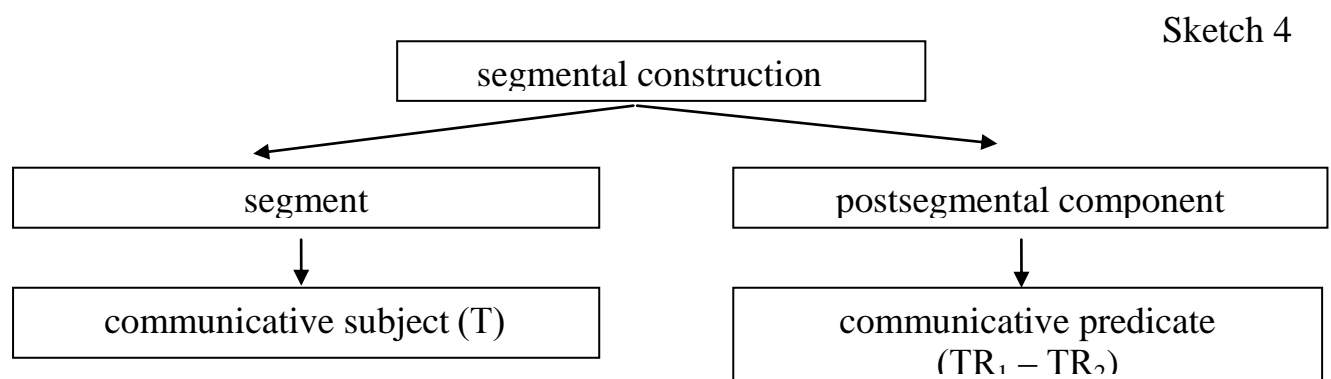 Sketch 4
segmental construction
segment
postsegmental component
communicative subject (T)
communicative predicate
(TR₁ – TR₂)